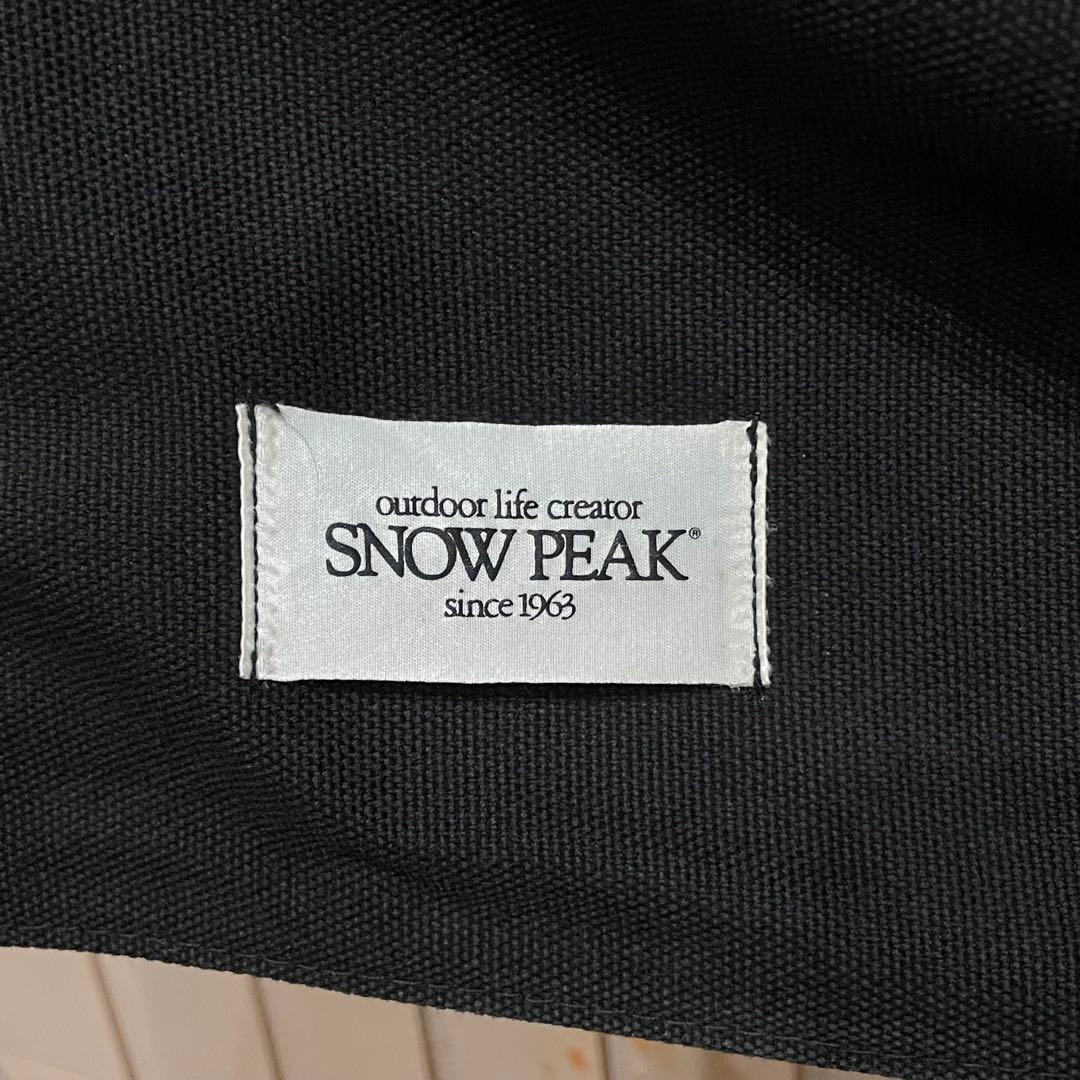 outdoor life creator
SNOW PEAK®
since 1963